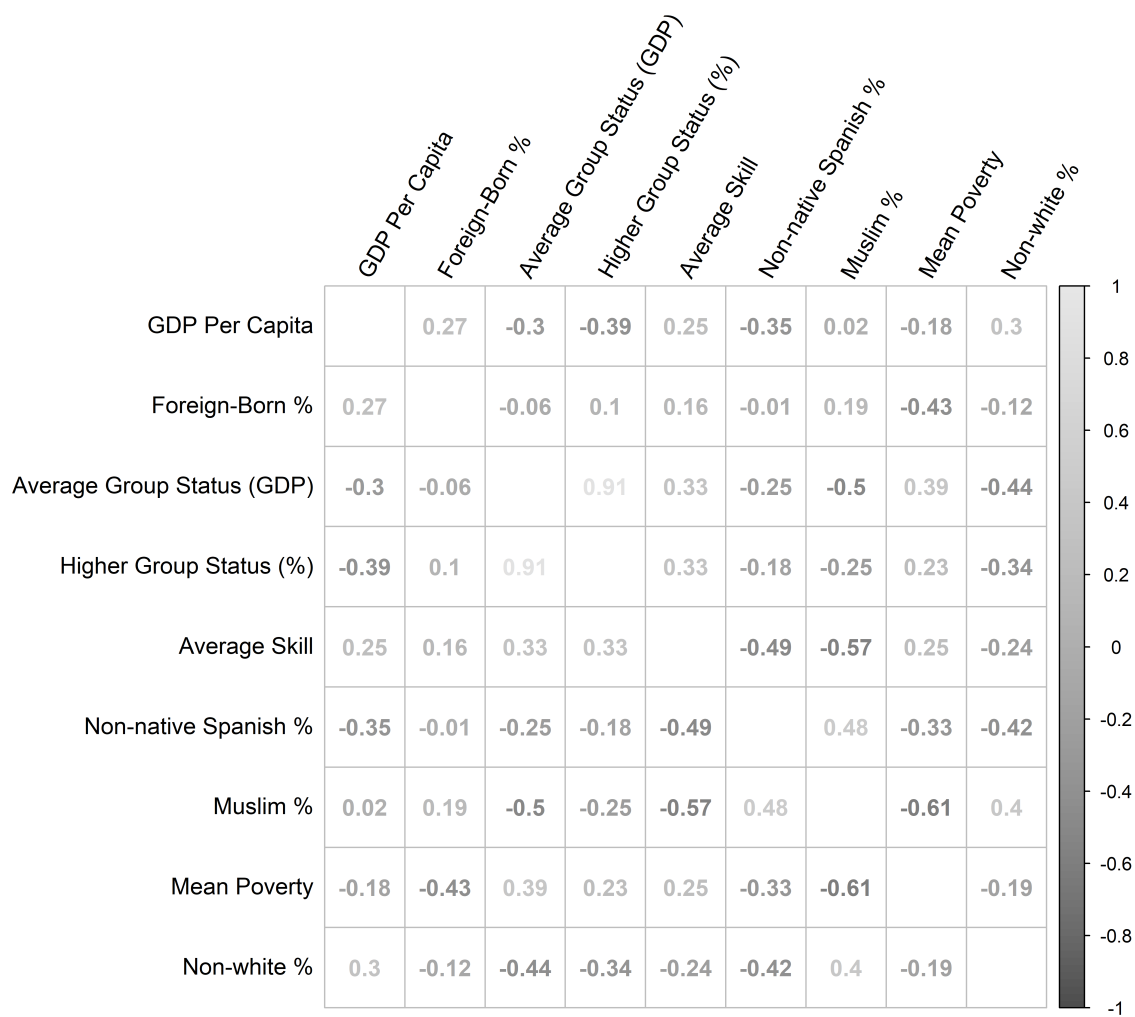 GDP Per Capita
Foreign-Born %
Average Group Status (GDP)
Higher Group Status (%)
Average Skill
Non-native Spanish %
Muslim %
Mean Poverty
Non-white %
GDP Per Capita 0.27 -0.3 -0.39 0.25 -0.35 0.02 -0.18 0.3
Foreign-Born % 0.27 -0.06 0.1 0.16 -0.01 0.19 -0.43 -0.12
Average Group Status (GDP) -0.3 -0.06 0.91 0.33 -0.25 -0.5 0.39 -0.44
Higher Group Status (%) -0.39 0.1 0.91 0.33 -0.18 -0.25 0.23 -0.34
Average Skill 0.25 0.16 0.33 0.33 -0.49 -0.57 0.25 -0.24
Non-native Spanish % -0.35 -0.01 -0.25 -0.18 -0.49 0.48 -0.33 -0.42
Muslim % 0.02 0.19 -0.5 -0.25 -0.57 0.48 -0.61 0.4
Mean Poverty -0.18 -0.43 0.39 0.23 0.25 -0.33 -0.61 -0.19
Non-white % 0.3 -0.12 -0.44 -0.34 -0.24 -0.42 0.4 -0.19
1
0.8
0.6
0.4
0.2
0
-0.2
-0.4
-0.6
-0.8
-1